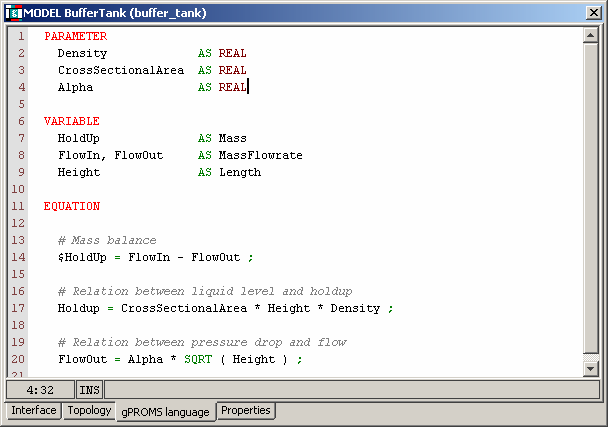 MODEL BufferTank (buffer_tank)
1 PARAMETER
2 Density AS REAL
3 CrossSectionalArea AS REAL
4 Alpha AS REAL
5
6 VARIABLE
7 HoldUp AS Mass
8 FlowIn, FlowOut AS MassFlowrate
9 Height AS Length
10
11 EQUATION
12
13 # Mass balance
14 $HoldUp = FlowIn - FlowOut ;
15
16 # Relation between liquid level and holdup
17 Holdup = CrossSectionalArea * Height * Density ;
18
19 # Relation between pressure drop and flow
20 FlowOut = Alpha * SQRT ( Height ) ;
21
4:32 INS
Interface Topology gPROMS language Properties